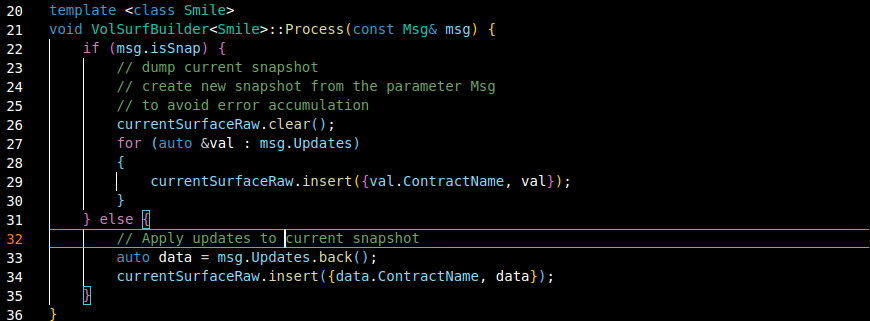 20 template <class Smile>
21 void VolSurfBuilder<Smile>::Process(const Msg& msg) {
22     if (msg.isSnap) {
23         // dump current snapshot
24         // create new snapshot from the parameter Msg
25         // to avoid error accumulation
26         currentSurfaceRaw.clear();
27         for (auto &val : msg.Updates)
28         {
29             currentSurfaceRaw.insert({val.ContractName, val});
30         }
31     } else {
32         // Apply updates to current snapshot
33         auto data = msg.Updates.back();
34         currentSurfaceRaw.insert({data.ContractName, data});
35     }
36 }